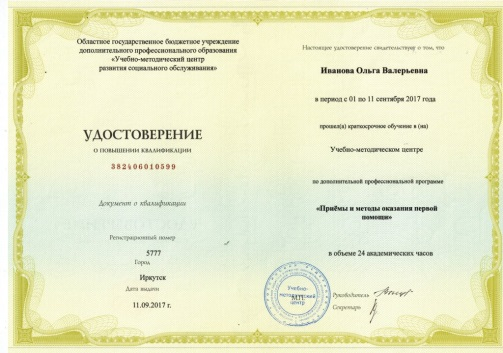 Областное государственное бюджетное учреждение
дополнительного профессионального образования
«Учебно-методический центр
развития социального обслуживания»
УДОСТОВЕРЕНИЕ
О ПОВЫШЕНИИ КВАЛИФИКАЦИИ
382406010599
Документ о квалификации
Регистрационный номер
5777
Город
Иркутск
Дата выдачи
11.09.2017 г.
Настоящее удостоверение свидетельствует о том, что
Иванова Ольга Валерьевна
в период с 01 по 11 сентября 2017 года
прошел(а) краткосрочное обучение в (на)
Учебно-методическом центре
по дополнительной профессиональной программе
«Приёмы и методы оказания первой
помощи»
в объеме 24 академических часов
Учебно-
методический
центр
М.П.
Руководитель
Секретарь